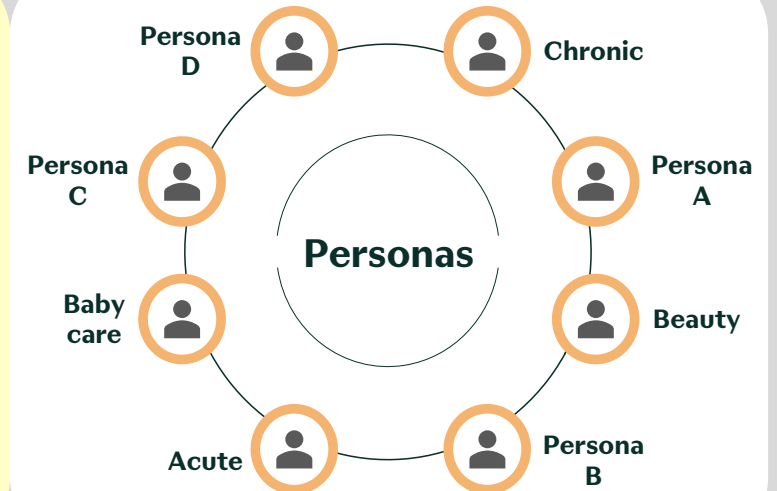 Persona
D
Chronic
Persona
C
Persona
A
Personas
Baby
care
Beauty
Acute
Persona
B